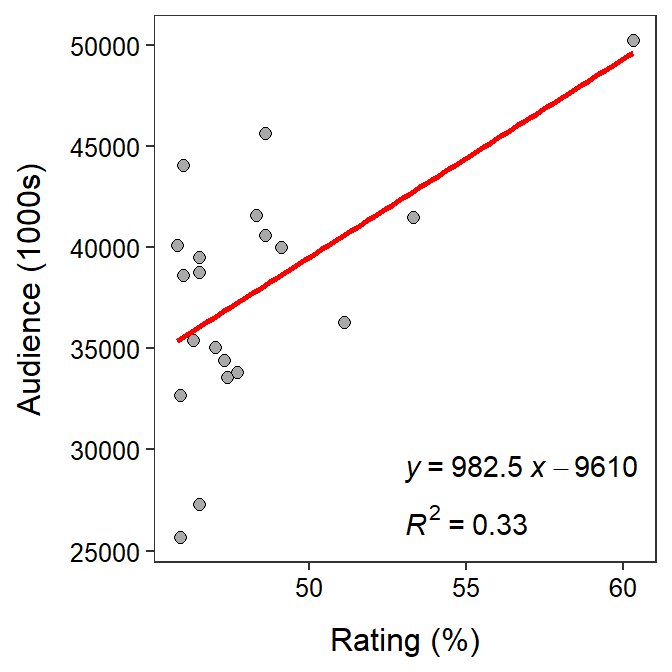 50000
45000
40000
35000
30000
25000
Audience (1000s)
y = 982.5 x − 9610
R² = 0.33
50 55 60
Rating (%)